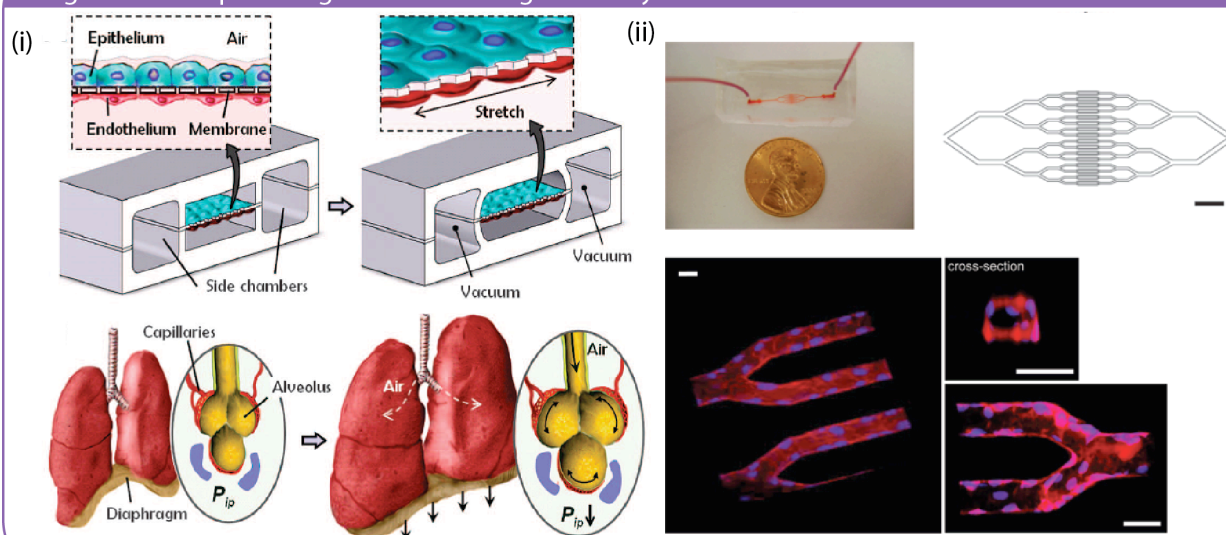 (i)
Epithelium
Air
Endothelium
Membrane
Stretch
Side chambers
Vacuum
Vacuum
Capillaries
Alveolus
Pip
Diaphragm
Air
Air
Pip
(ii)
cross-section